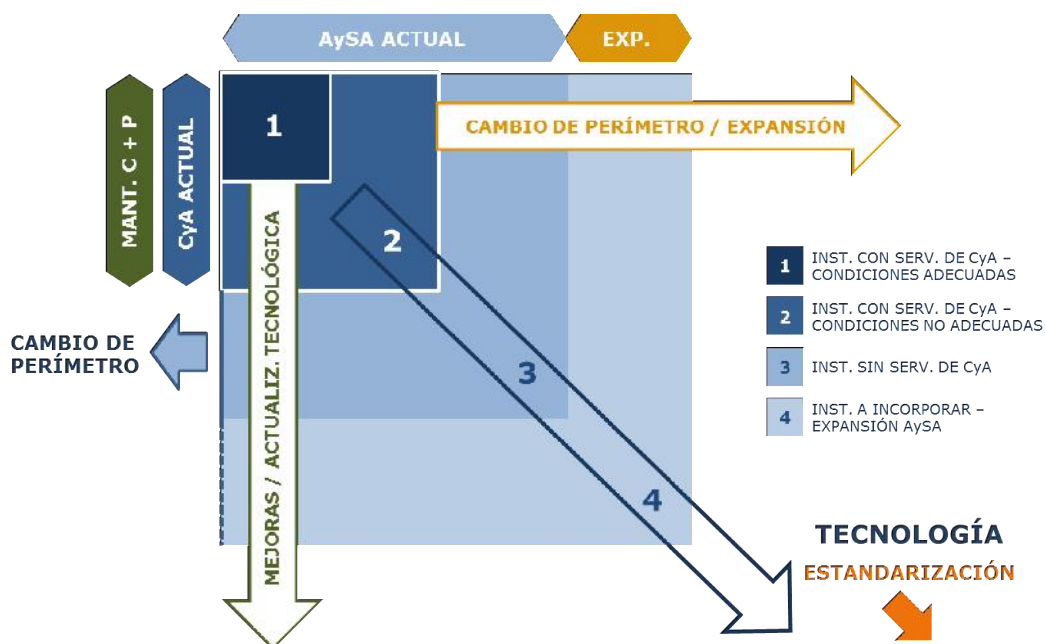 AySA ACTUAL
EXP.
MANT. C + P
CyA ACTUAL
1
CAMBIO DE PERÍMETRO / EXPANSIÓN
2
MEJORAS / ACTUALIZ. TECNOLÓGICA
CAMBIO DE
PERÍMETRO
3
4
1
INST. CON SERV. DE CyA –
CONDICIONES ADECUADAS
2
INST. CON SERV. DE CyA –
CONDICIONES NO ADECUADAS
3
INST. SIN SERV. DE CyA
4
INST. A INCORPORAR –
EXPANSIÓN AySA
TECNOLOGÍA
ESTANDARIZACIÓN